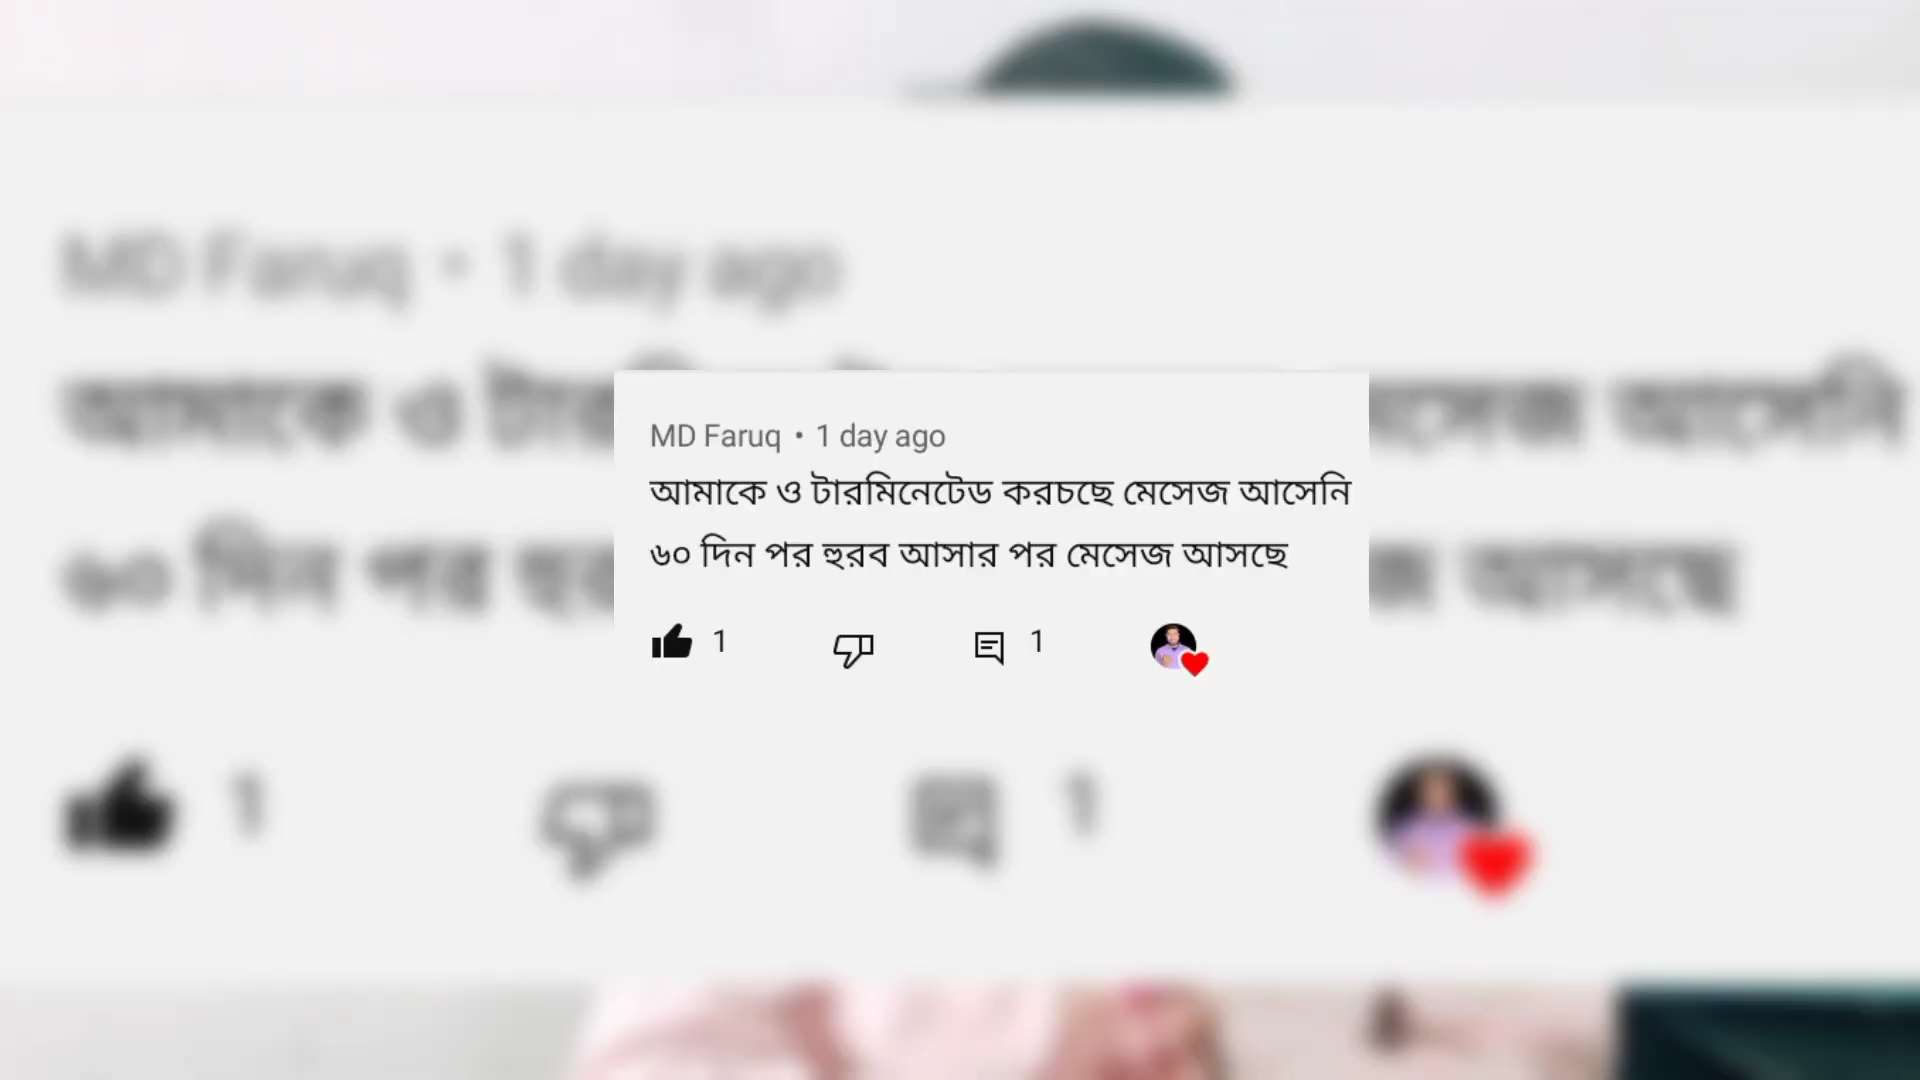 MD Faruq • 1 day ago
আমাকে ও টারমিনেটেড করচছে মেসেজ আসেনি
৬০ দিন পর হুরব আসার পর মেসেজ আসছে
1 1